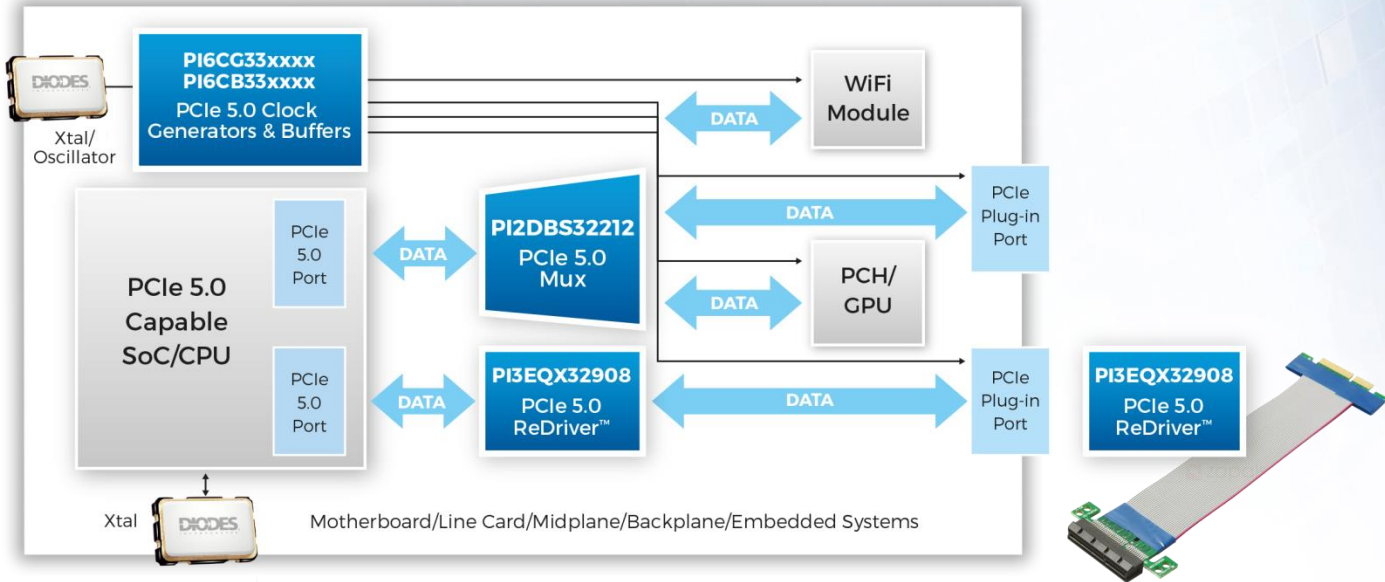 PI6CG33xxxx
PI6CB33xxxx
PCIe 5.0 Clock
Generators & Buffers
DIODES
INCORPORATED
Xtal/
Oscillator
WiFi
Module
DATA
PCIe
5.0
Port
DATA
PI2DBS32212
PCIe 5.0
Mux
DATA
PCIe
Plug-in
Port
PCIe 5.0
Capable
SoC/CPU
DATA
PCH/
GPU
PCIe
5.0
Port
DATA
PI3EQX32908
PCIe 5.0
ReDriver™
DATA
PCIe
Plug-in
Port
PI3EQX32908
PCIe 5.0
ReDriver™
Xtal
DIODES
INCORPORATED
Motherboard/Line Card/Midplane/Backplane/Embedded Systems